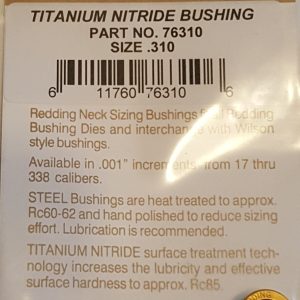 TITANIUM NITRIDE BUSHING
PART NO. 76310
SIZE .310
6 11760 76310 6
Redding Neck Sizing Bushings fit all Redding
Bushing Dies and interchange with Wilson
style bushings.
Available in .001" increments from 17 thru
338 calibers.
STEEL Bushings are heat treated to approx.
Rc60-62 and hand polished to reduce sizing
effort. Lubrication is recommended.
TITANIUM NITRIDE surface treatment tech-
nology increases the lubricity and effective
surface hardness to approx. Rc85.